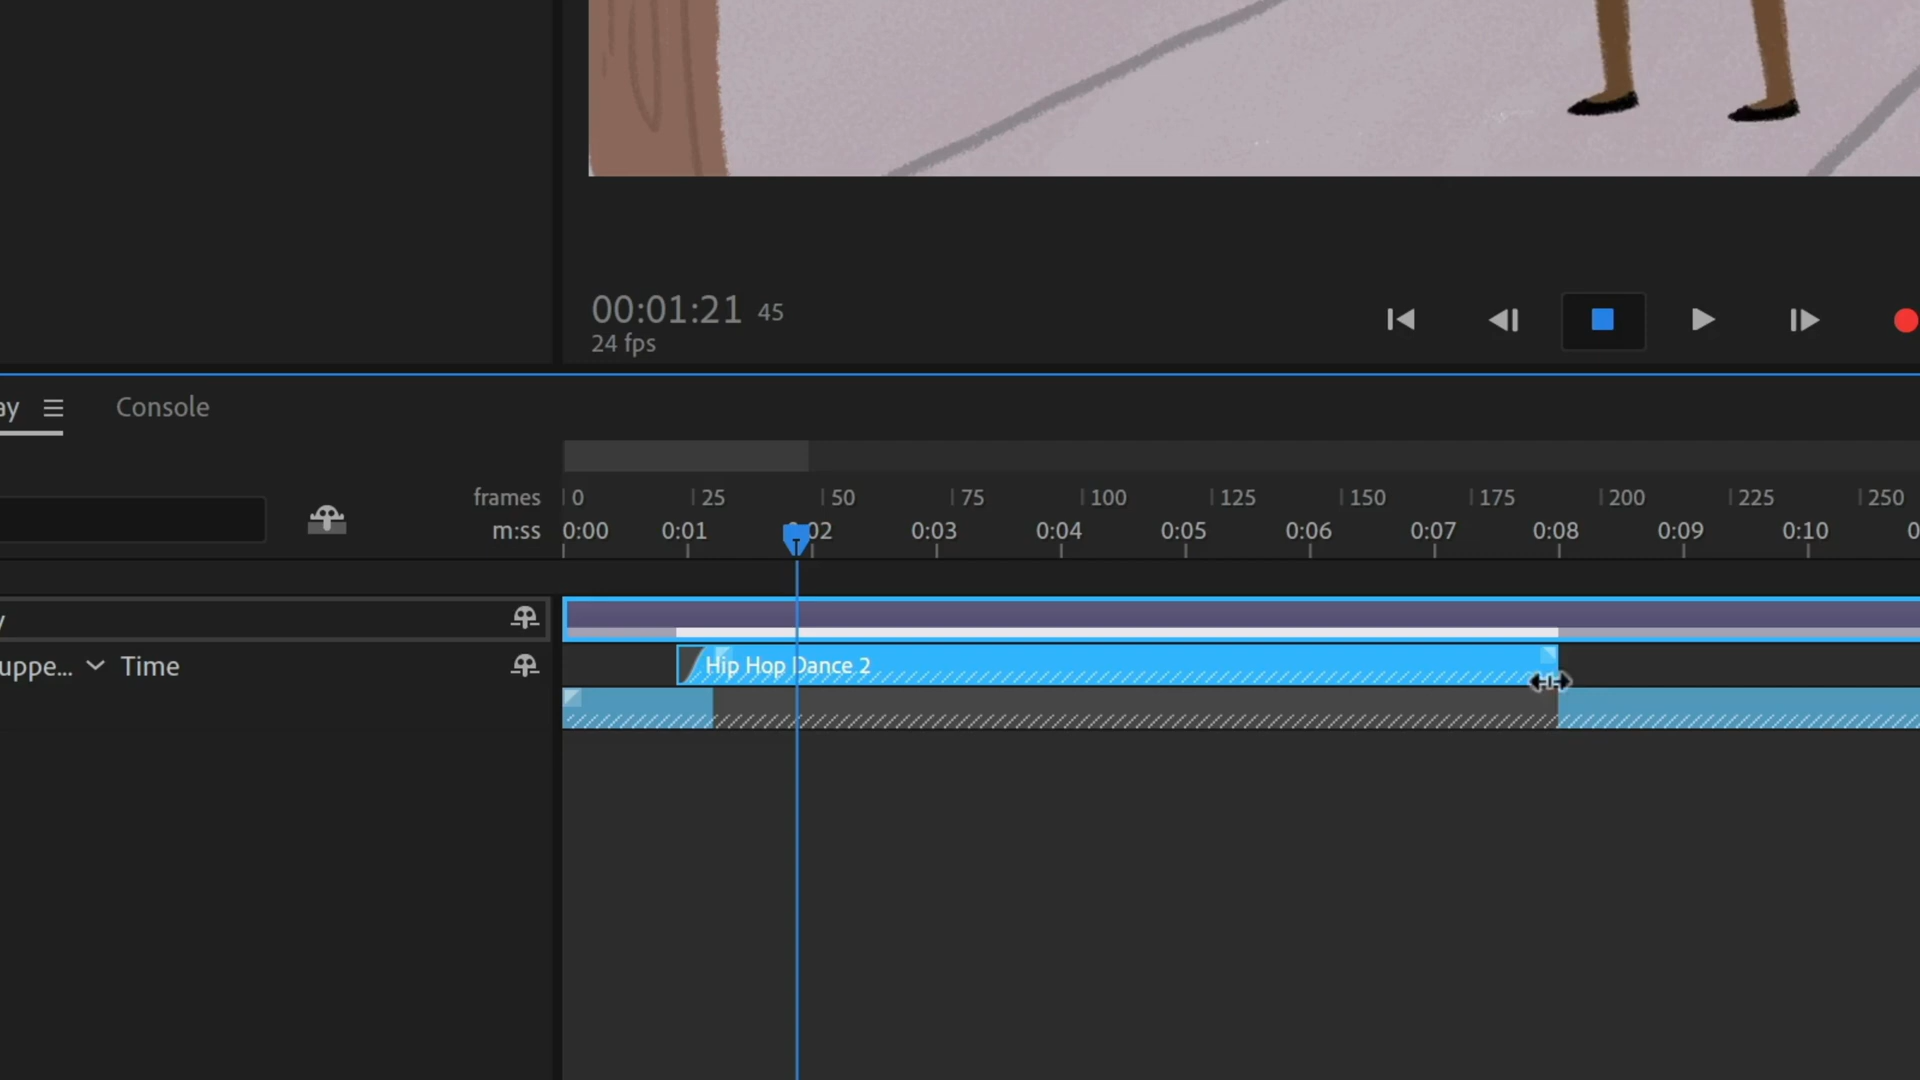 00:01:21 45
24 fps
ay Console
frames 0 25 50 75 100 125 150 175 200 225 250
m:ss 0:00 0:01 0:02 0:03 0:04 0:05 0:06 0:07 0:08 0:09 0:10 0
y
uppe... Time
Hip Hop Dance 2